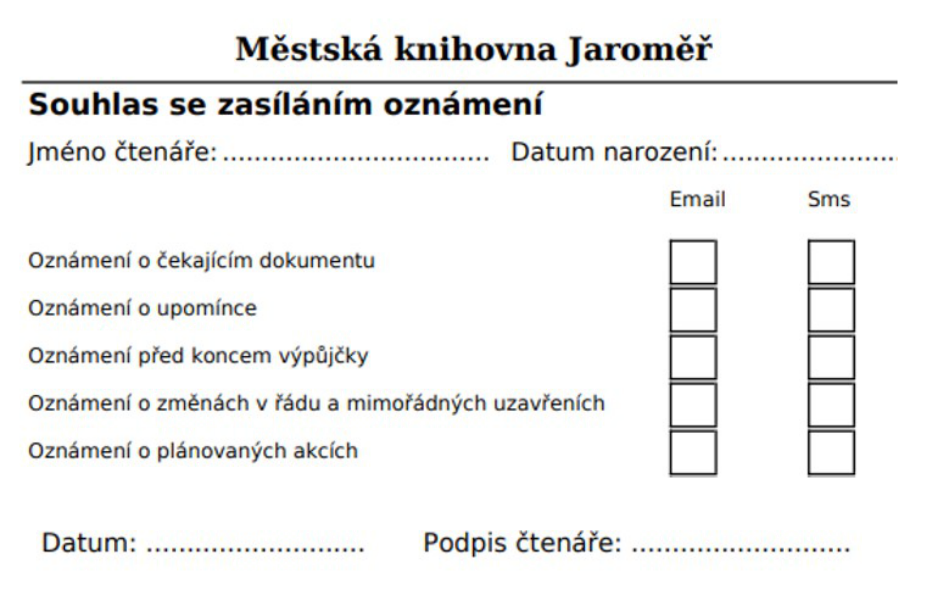 Městská knihovna Jaroměř
Souhlas se zasíláním oznámení
Jméno čtenáře: .................................. Datum narození: ......................
Email Sms
Oznámení o čekajícím dokumentu
Oznámení o upomínce
Oznámení před koncem výpůjčky
Oznámení o změnách v řádu a mimořádných uzavřeních
Oznámení o plánovaných akcích
Datum: ........................... Podpis čtenáře: ...........................